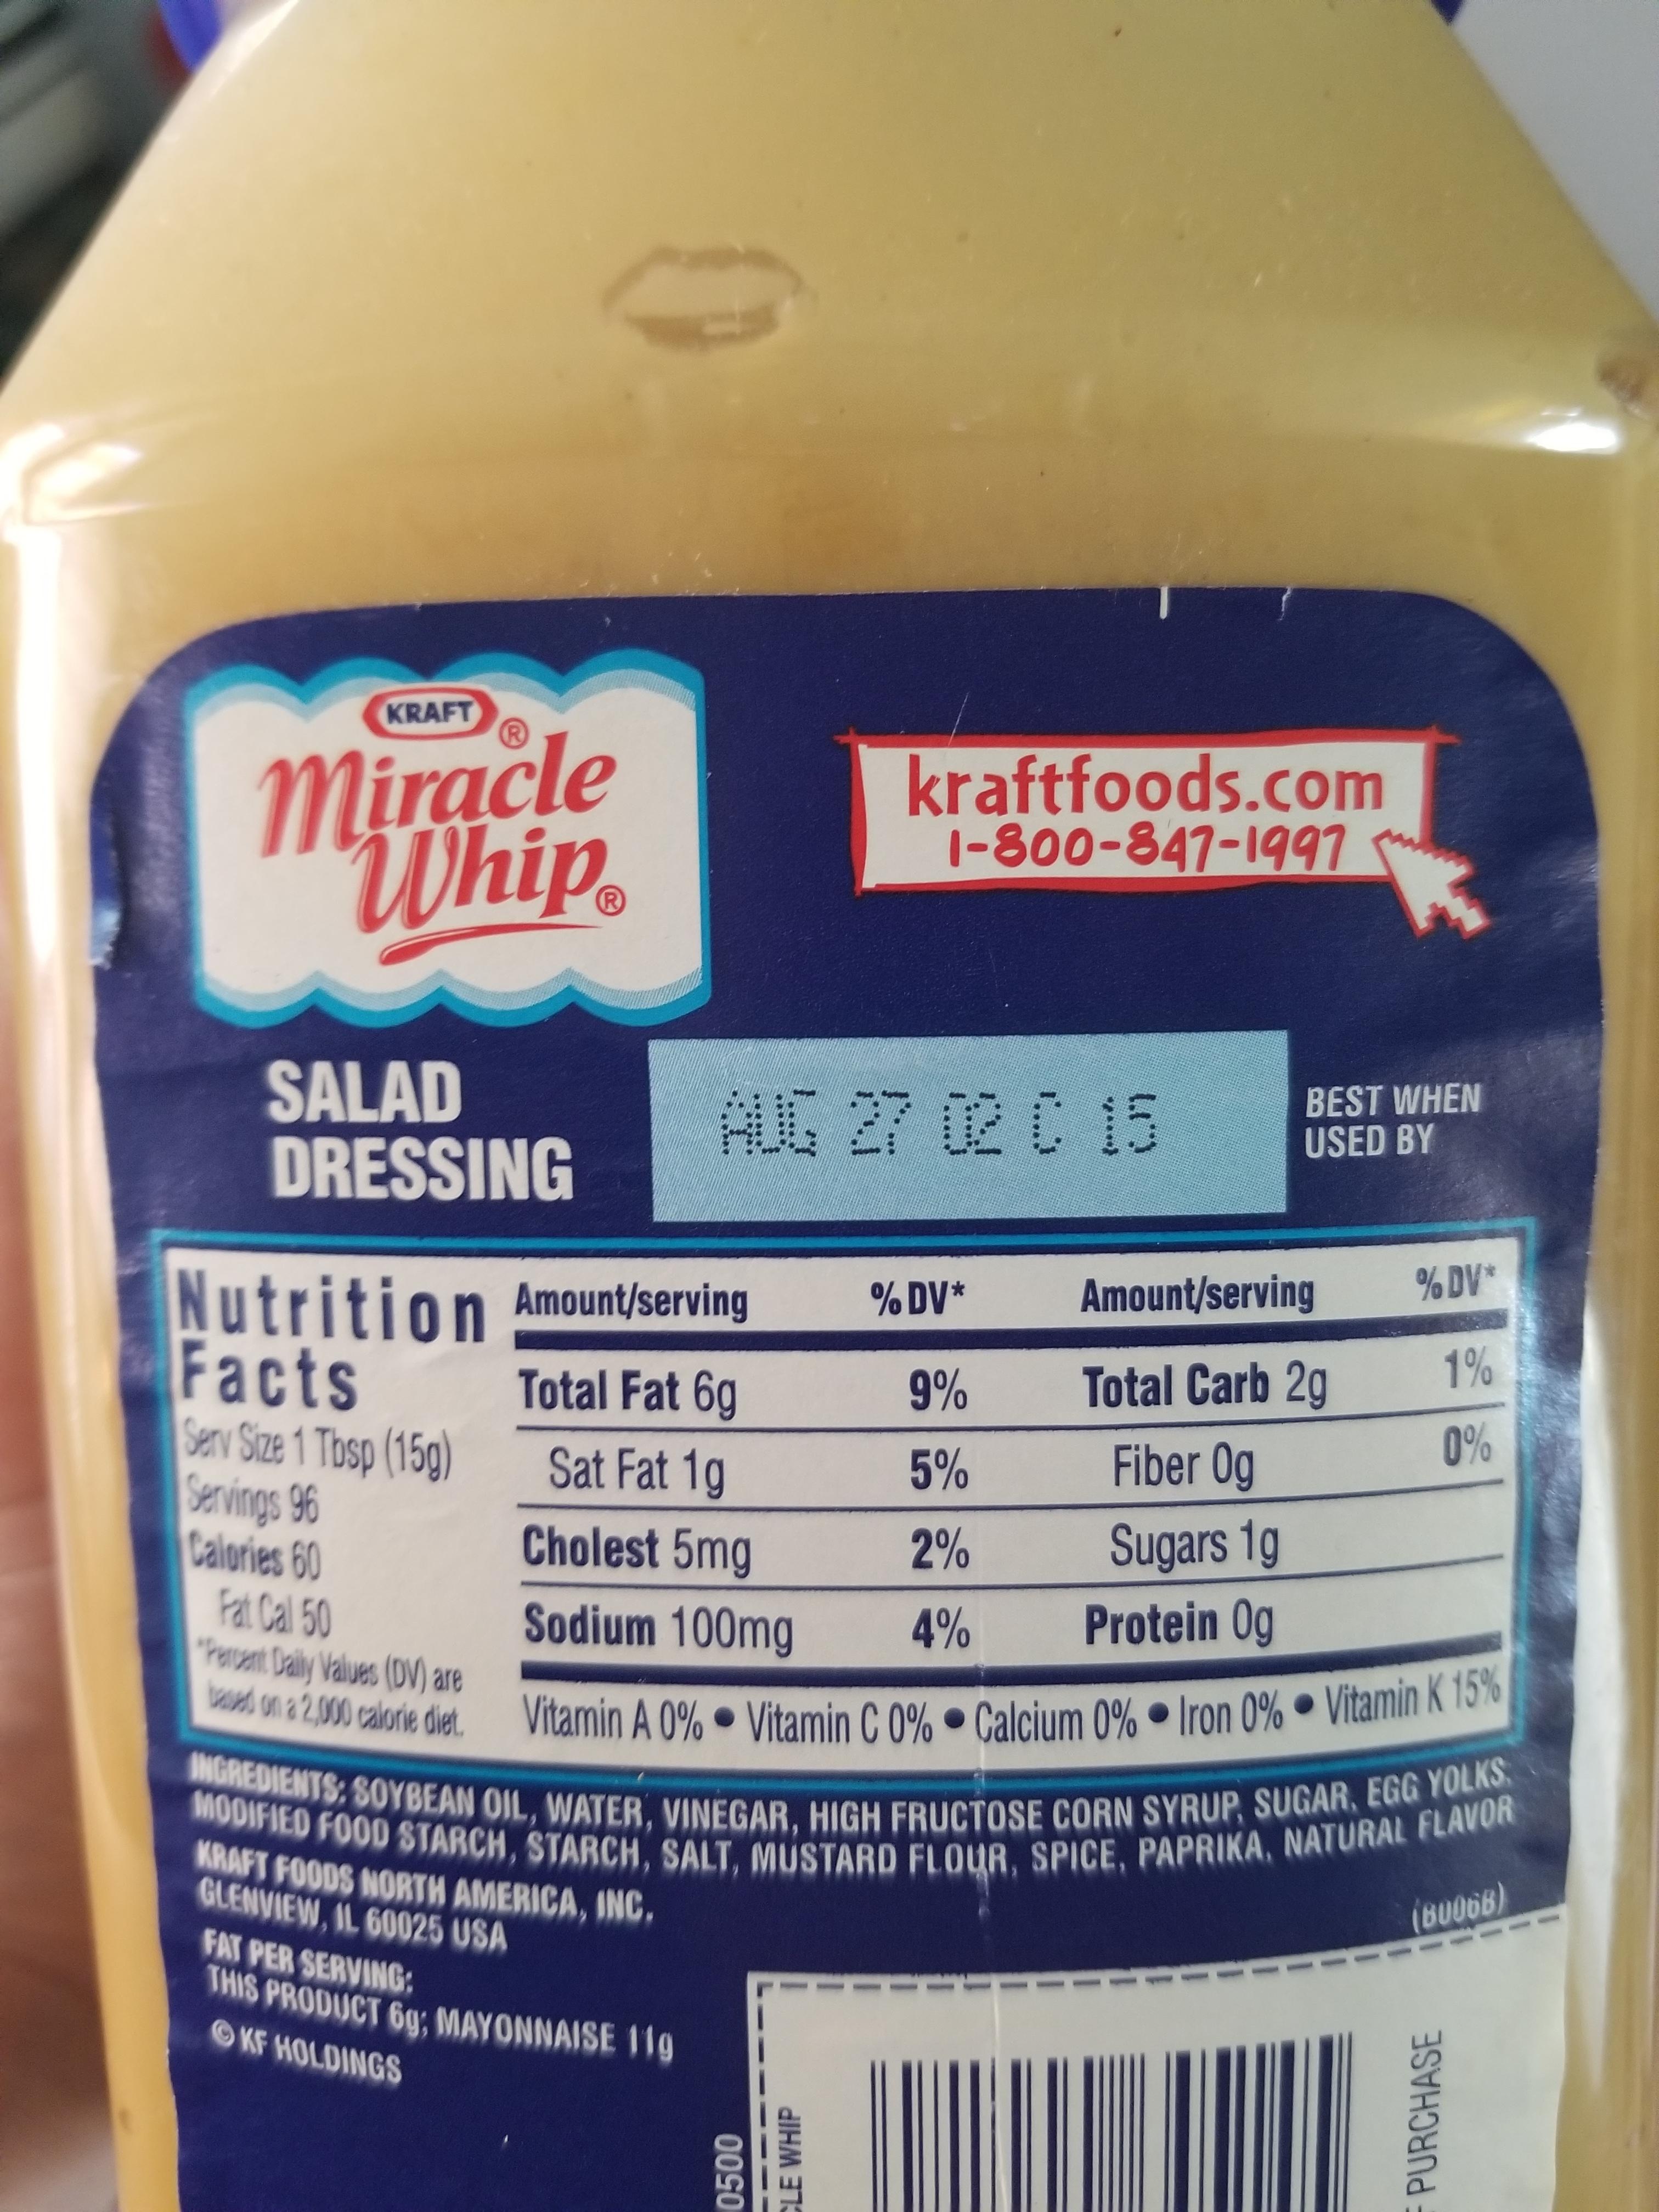 KRAFT ®
Miracle
Whip®
kraftfoods.com
1-800-847-1997
SALAD
DRESSING
AUG 27 02 C 15
BEST WHEN
USED BY
Nutrition
Facts
Serv Size 1 Tbsp (15g)
Servings 96
Calories 60
Fat Cal 50
*Percent Daily Values (DV) are
based on a 2,000 calorie diet.
Amount/serving %DV* Amount/serving %DV*
Total Fat 6g 9% Total Carb 2g 1%
Sat Fat 1g 5% Fiber 0g 0%
Cholest 5mg 2% Sugars 1g
Sodium 100mg 4% Protein 0g
Vitamin A 0% • Vitamin C 0% • Calcium 0% • Iron 0% • Vitamin K 15%
INGREDIENTS: SOYBEAN OIL, WATER, VINEGAR, HIGH FRUCTOSE CORN SYRUP, SUGAR, EGG YOLKS,
MODIFIED FOOD STARCH, STARCH, SALT, MUSTARD FLOUR, SPICE, PAPRIKA, NATURAL FLAVOR
KRAFT FOODS NORTH AMERICA, INC.
GLENVIEW, IL 60025 USA
(B006B)
FAT PER SERVING:
THIS PRODUCT 6g; MAYONNAISE 11g
© KF HOLDINGS
0500
CLE WHIP
F PURCHASE